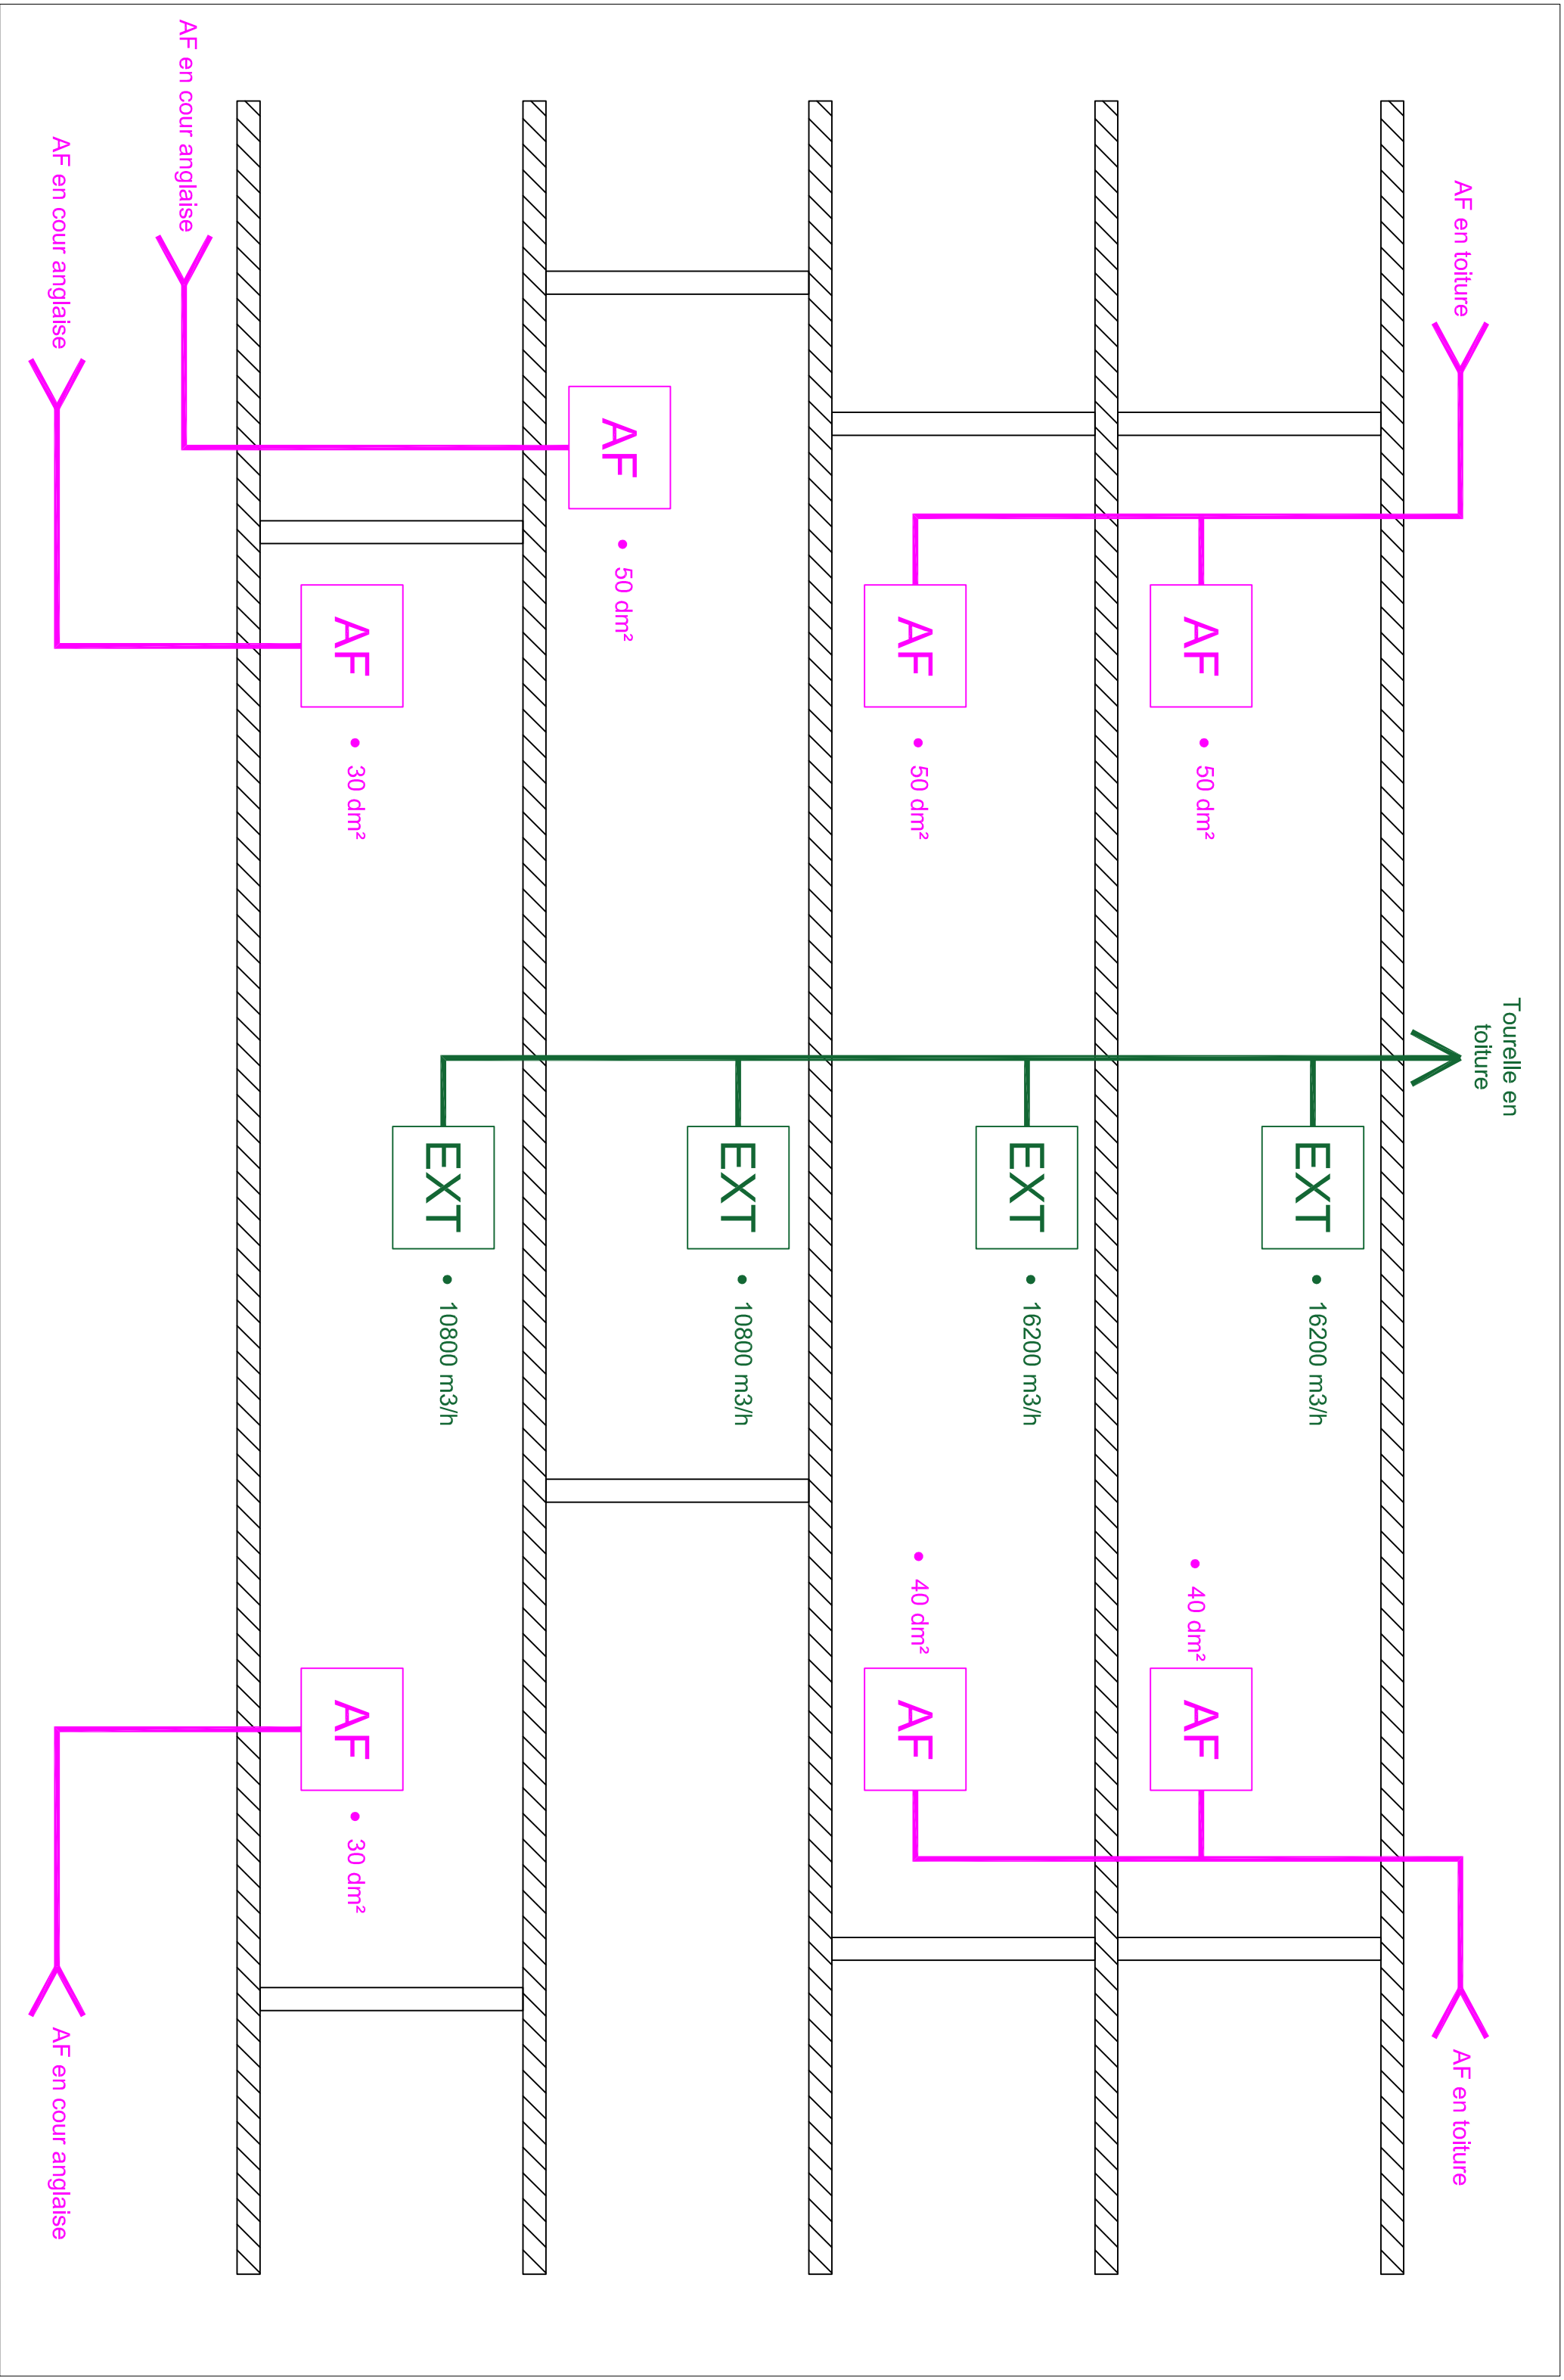 Tourelle en
toiture
AF en toiture
AF en toiture
EXT
• 16200 m3/h
AF
• 50 dm²
• 40 dm²
AF
EXT
• 16200 m3/h
AF
• 50 dm²
• 40 dm²
AF
EXT
• 10800 m3/h
AF
• 50 dm²
EXT
• 10800 m3/h
AF
• 30 dm²
AF
• 30 dm²
AF en cour anglaise
AF en cour anglaise
AF en cour anglaise